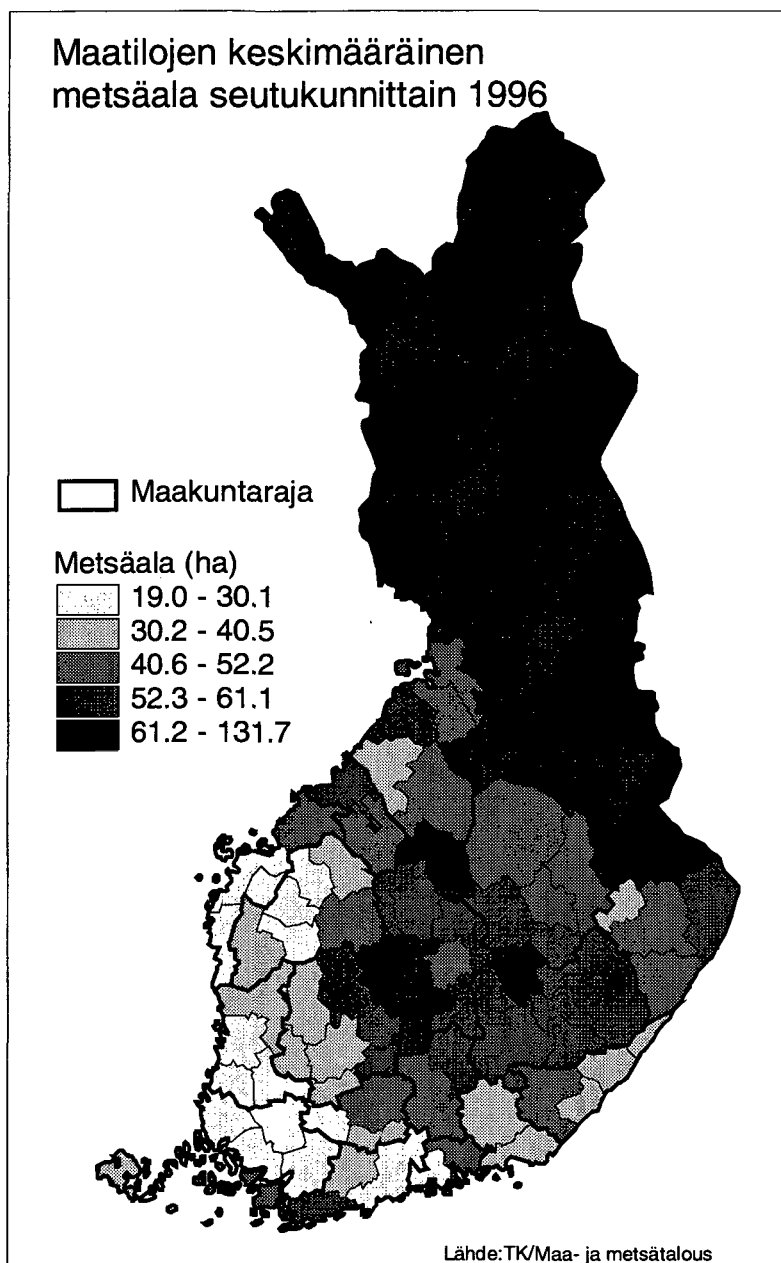 Maatilojen keskimääräinen
metsäala seutukunnittain 1996
Maakuntaraja
Metsäala (ha)
19.0 - 30.1
30.2 - 40.5
40.6 - 52.2
52.3 - 61.1
61.2 - 131.7
Lähde:TK/Maa- ja metsätalous